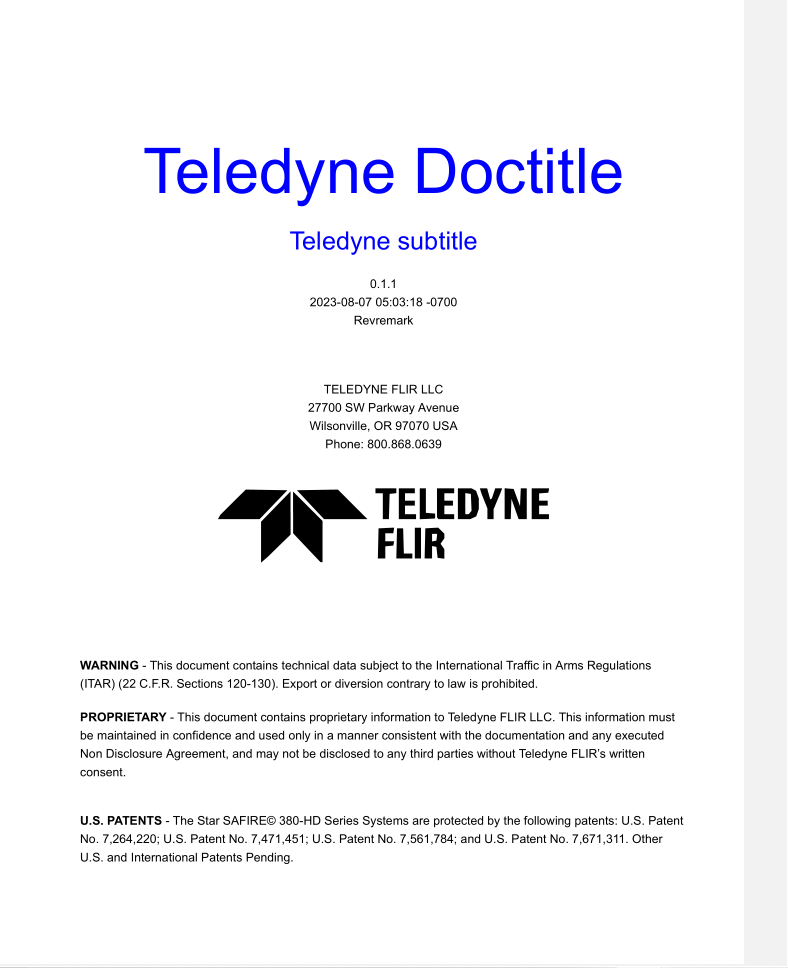 Teledyne Doctitle
Teledyne subtitle
0.1.1
2023-08-07 05:03:18 -0700
Revremark
TELEDYNE FLIR LLC
27700 SW Parkway Avenue
Wilsonville, OR 97070 USA
Phone: 800.868.0639
TELEDYNE
FLIR
WARNING - This document contains technical data subject to the International Traffic in Arms Regulations
(ITAR) (22 C.F.R. Sections 120-130). Export or diversion contrary to law is prohibited.
PROPRIETARY - This document contains proprietary information to Teledyne FLIR LLC. This information must
be maintained in confidence and used only in a manner consistent with the documentation and any executed
Non Disclosure Agreement, and may not be disclosed to any third parties without Teledyne FLIR’s written
consent.
U.S. PATENTS - The Star SAFIRE© 380-HD Series Systems are protected by the following patents: U.S. Patent
No. 7,264,220; U.S. Patent No. 7,471,451; U.S. Patent No. 7,561,784; and U.S. Patent No. 7,671,311. Other
U.S. and International Patents Pending.